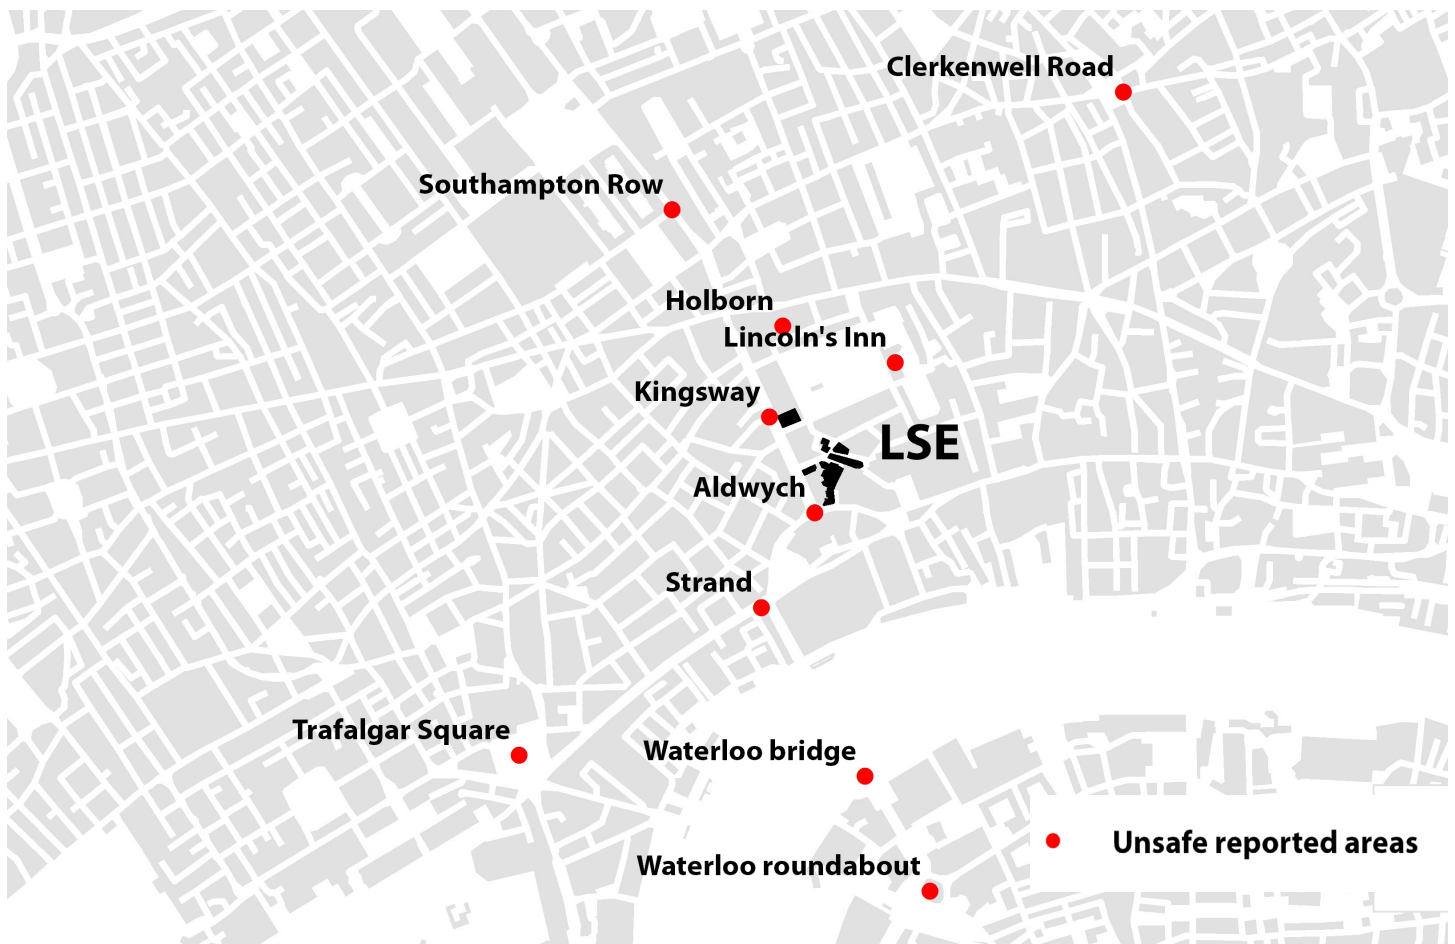 Clerkenwell Road
Southampton Row
Holborn
Lincoln's Inn
Kingsway
LSE
Aldwych
Strand
Trafalgar Square
Waterloo bridge
Unsafe reported areas
Waterloo roundabout